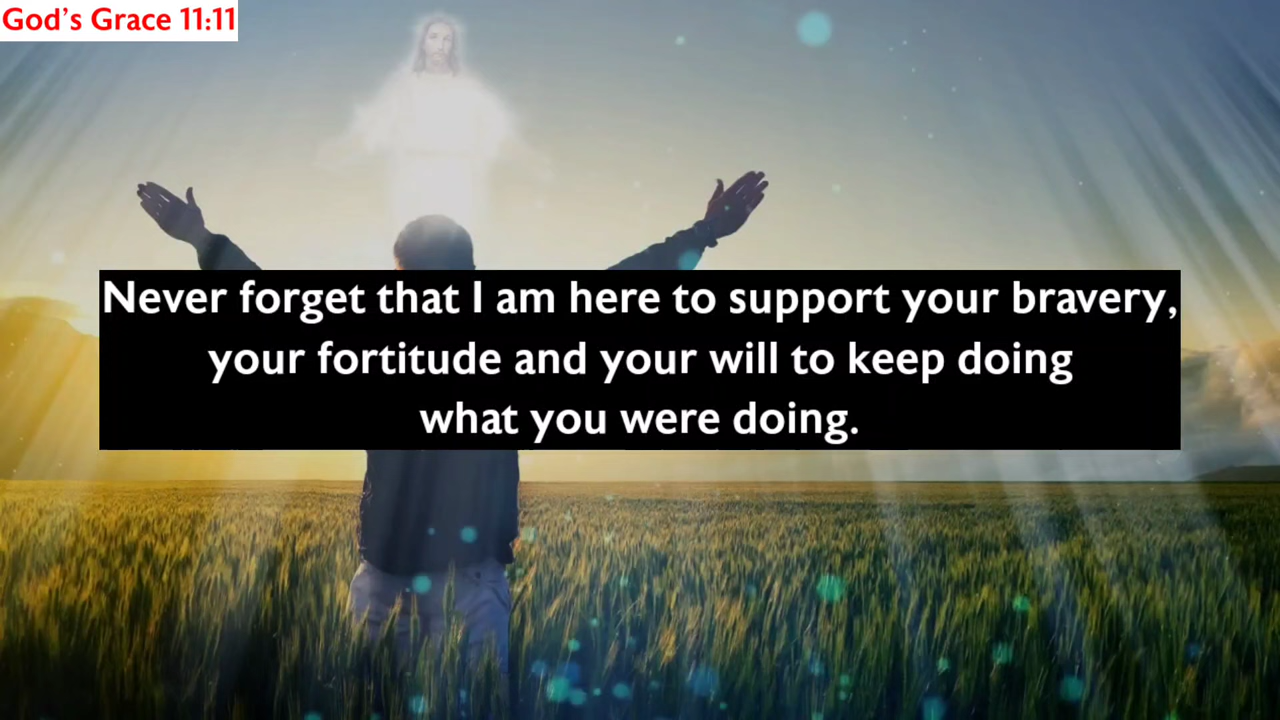 God's Grace 11:11
Never forget that I am here to support your bravery,
your fortitude and your will to keep doing
what you were doing.